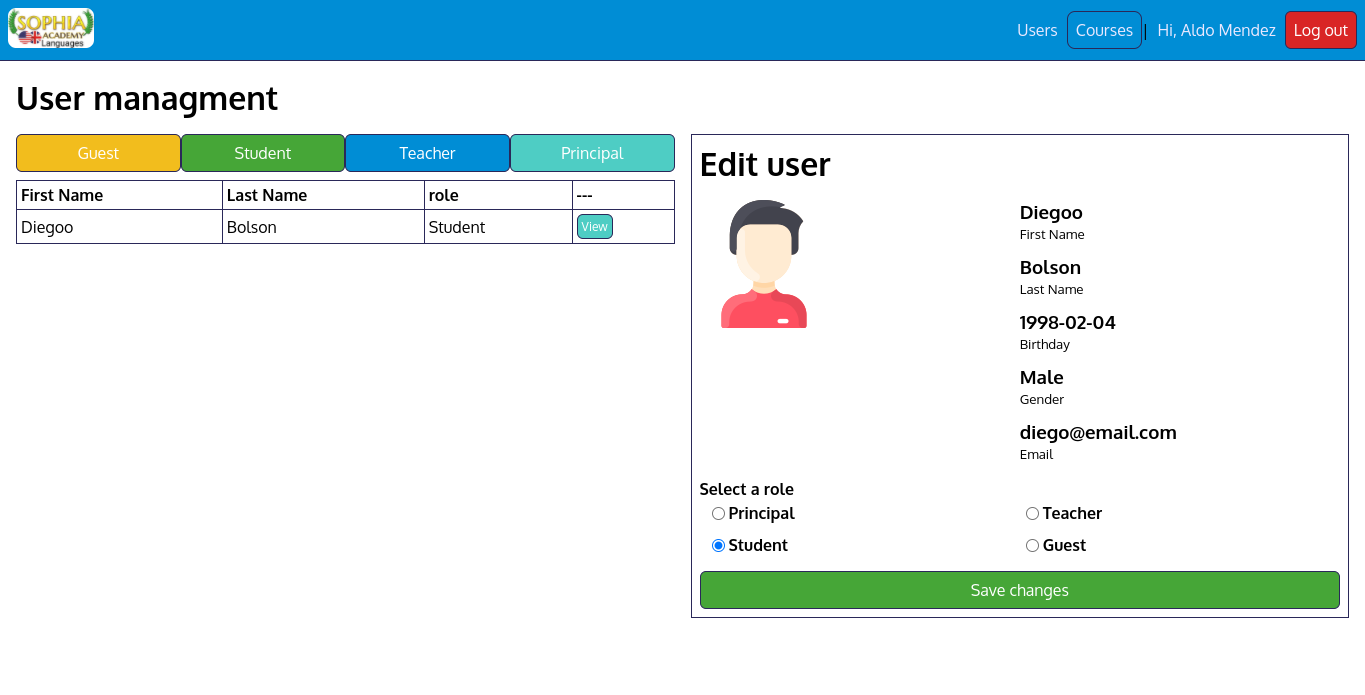 SOPHIA
ACADEMY
Languages
Users Courses | Hi, Aldo Mendez Log out
User managment
Guest Student Teacher Principal
First Name Last Name role ---
Diegoo Bolson Student View
Edit user
Diegoo
First Name
Bolson
Last Name
1998-02-04
Birthday
Male
Gender
diego@email.com
Email
Select a role
Principal Teacher
Student Guest
Save changes